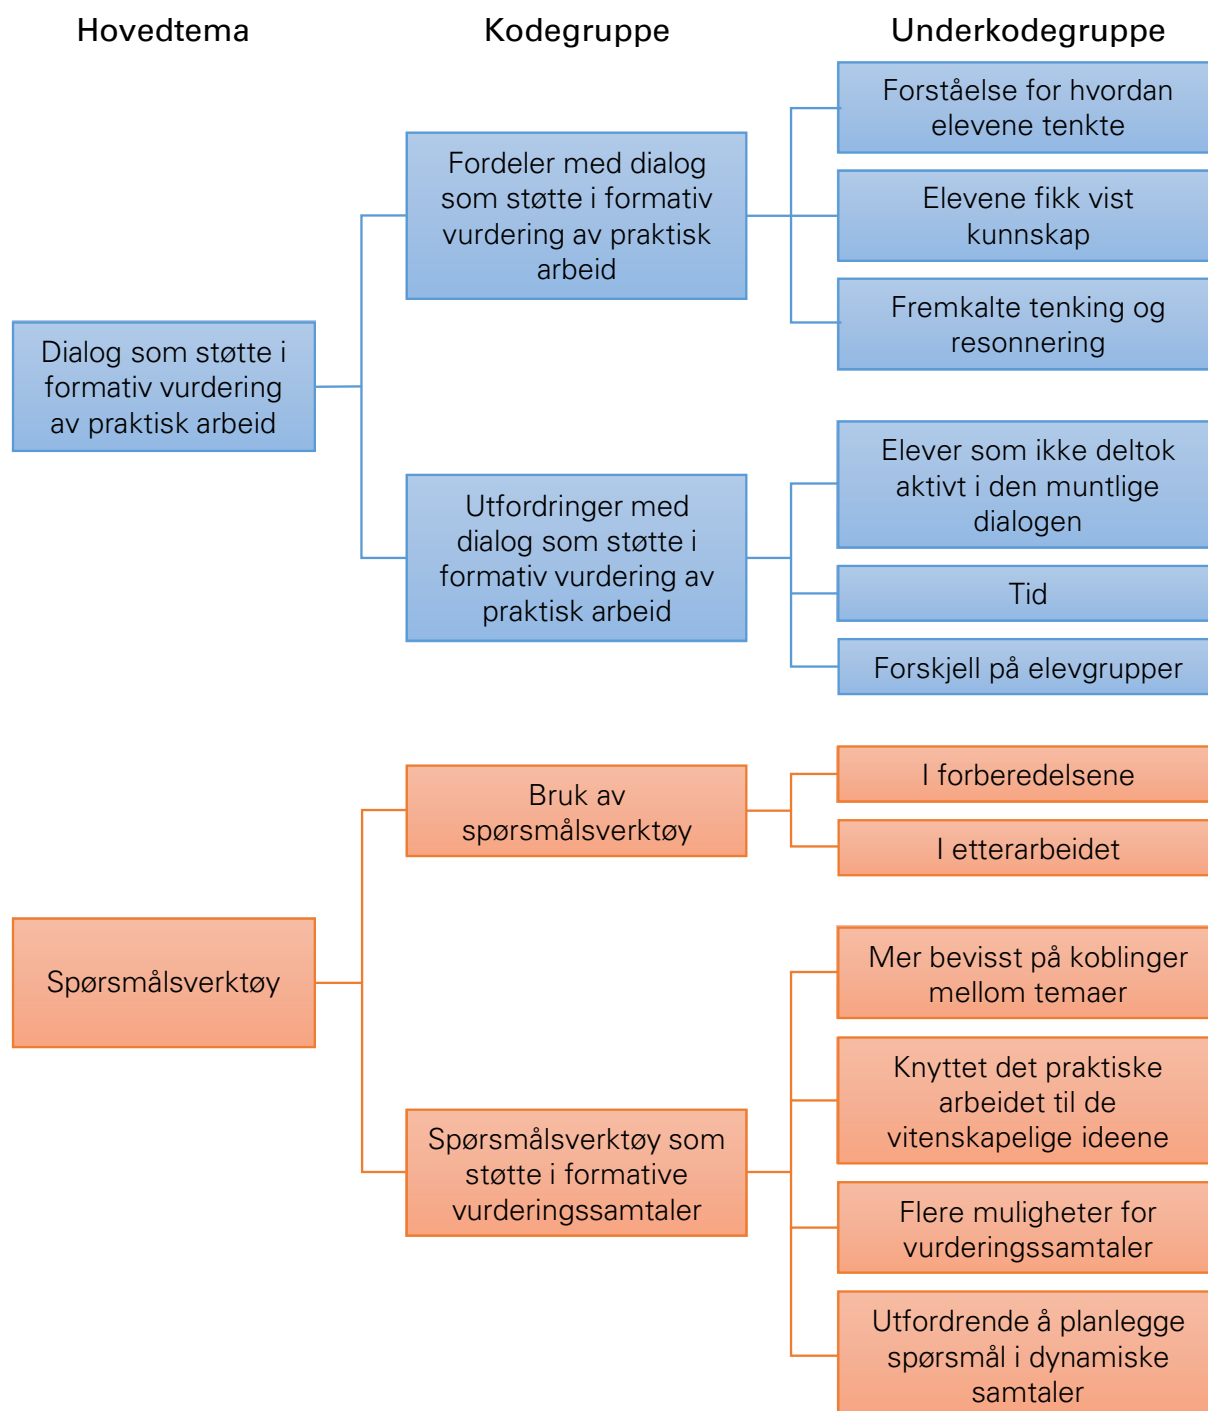 Hovedtema
Kodegruppe
Underkodegruppe
Dialog som støtte i
formativ vurdering
av praktisk arbeid
Fordeler med dialog
som støtte i formativ
vurdering av praktisk
arbeid
Forståelse for hvordan
elevene tenkte
Elevene fikk vist
kunnskap
Fremkalte tenking og
resonnering
Utfordringer med
dialog som støtte i
formativ vurdering av
praktisk arbeid
Elever som ikke deltok
aktivt i den muntlige
dialogen
Tid
Forskjell på elevgrupper
Spørsmålsverktøy
Bruk av
spørsmålsverktøy
I forberedelsene
I etterarbeidet
Spørsmålsverktøy som
støtte i formative
vurderingssamtaler
Mer bevisst på koblinger
mellom temaer
Knyttet det praktiske
arbeidet til de
vitenskapelige ideene
Flere muligheter for
vurderingssamtaler
Utfordrende å planlegge
spørsmål i dynamiske
samtaler